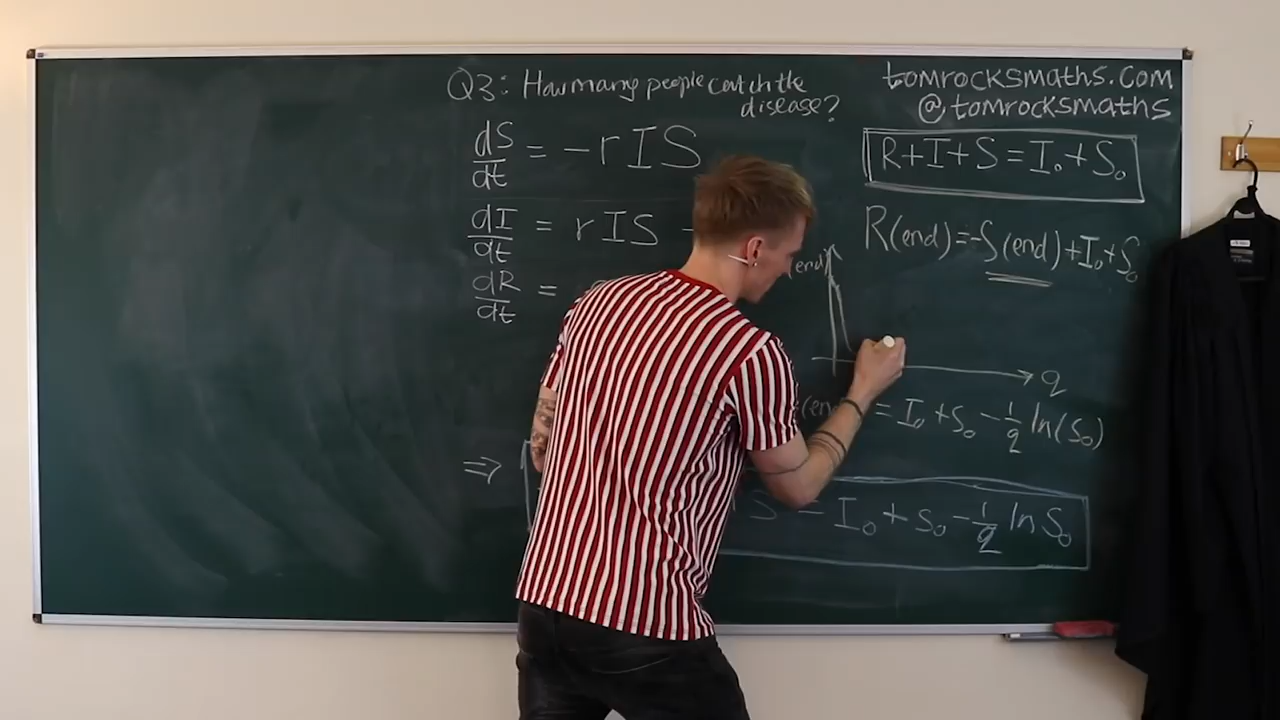 Q3: How many people catch the
disease?
tomrocksmaths.com
@tomrocksmaths
dS/dt = -rIS
R+I+S=I₀+S₀
dI/dt = rIS -
R(end)=-S(end)+I₀+S₀
(end)
dR/dt =
q
= I₀ + S₀ - 1/q ln(S₀)
⇒
S = I₀ + S₀ - 1/q ln S₀